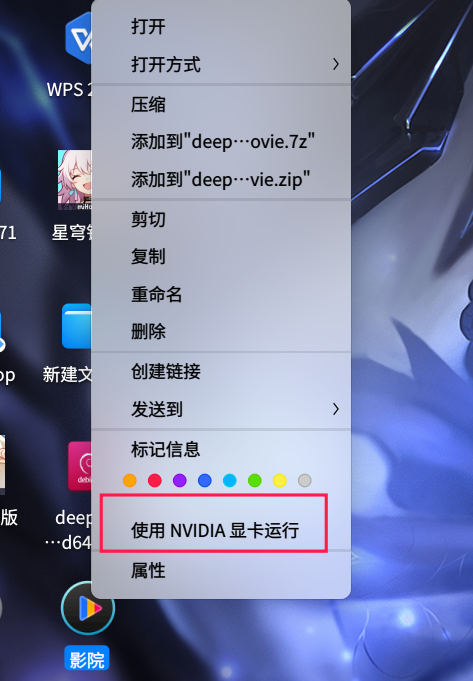 打开
打开方式
压缩
添加到"deep⋯ovie.7z"
添加到"deep⋯vie.zip"
剪切
复制
重命名
删除
创建链接
发送到
标记信息
使用 NVIDIA 显卡运行
属性
WPS 2
71
星穹
op
新建文
版
deep
⋯d64
影院